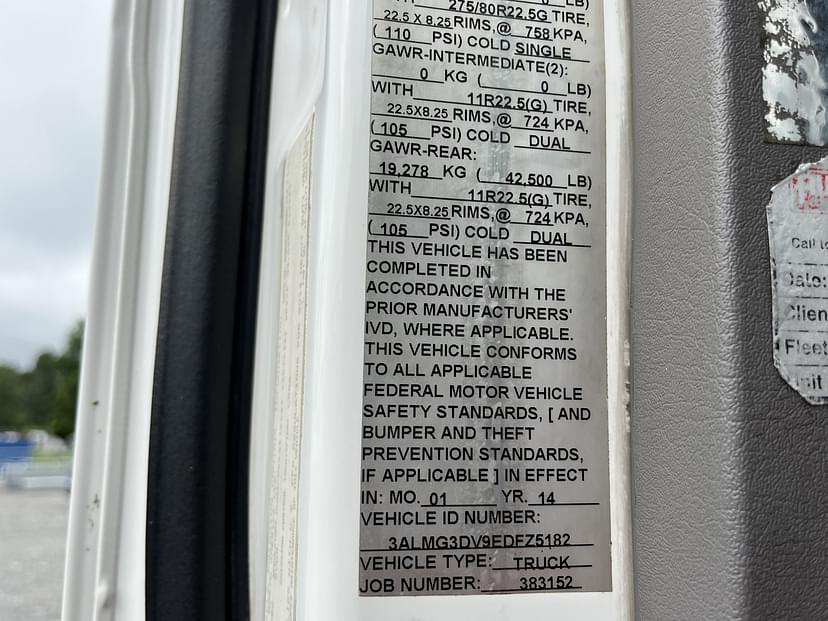 LB)
275/80R22.5G TIRE,
22.5 X 8.25 RIMS,@ 758 KPA,
( 110 PSI) COLD SINGLE
GAWR-INTERMEDIATE(2):
0 KG ( 0 LB)
WITH 11R22.5(G) TIRE,
22.5X8.25 RIMS,@ 724 KPA,
( 105 PSI) COLD DUAL
GAWR-REAR:
19,278 KG ( 42,500 LB)
WITH 11R22.5(G) TIRE,
22.5X8.25 RIMS,@ 724 KPA,
( 105 PSI) COLD DUAL
THIS VEHICLE HAS BEEN
COMPLETED IN
ACCORDANCE WITH THE
PRIOR MANUFACTURERS'
IVD, WHERE APPLICABLE.
THIS VEHICLE CONFORMS
TO ALL APPLICABLE
FEDERAL MOTOR VEHICLE
SAFETY STANDARDS, [ AND
BUMPER AND THEFT
PREVENTION STANDARDS,
IF APPLICABLE ] IN EFFECT
IN: MO. 01 YR. 14
VEHICLE ID NUMBER:
3ALMG3DV9EDFZ5182
VEHICLE TYPE: TRUCK
JOB NUMBER: 383152
Call
Clien
Fleet